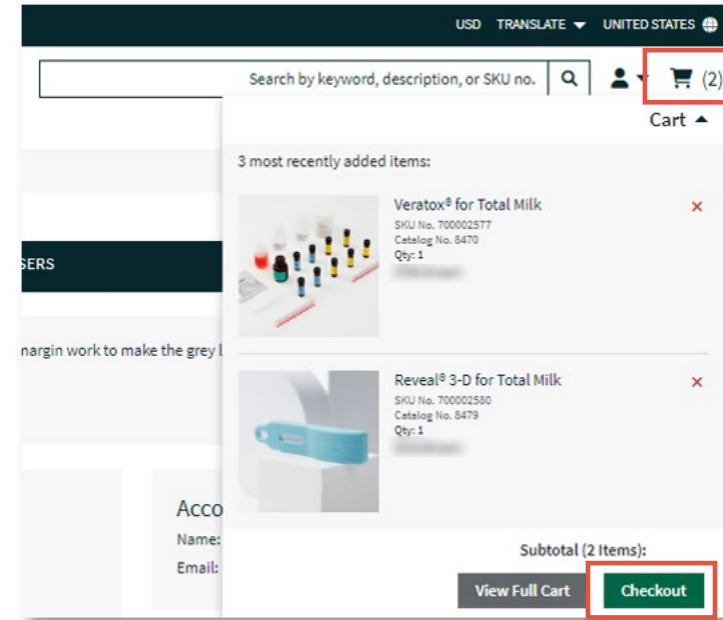 USD TRANSLATE UNITED STATES
Search by keyword, description, or SKU no.
(2)
Cart
3 most recently added items:
Veratox® for Total Milk
SKU No. 700002577
Catalog No. 8470
Qty: 1
SERS
margin work to make the grey l
Reveal® 3-D for Total Milk
SKU No. 700002580
Catalog No. 8479
Qty: 1
Acco
Name:
Email:
Subtotal (2 Items):
View Full Cart
Checkout